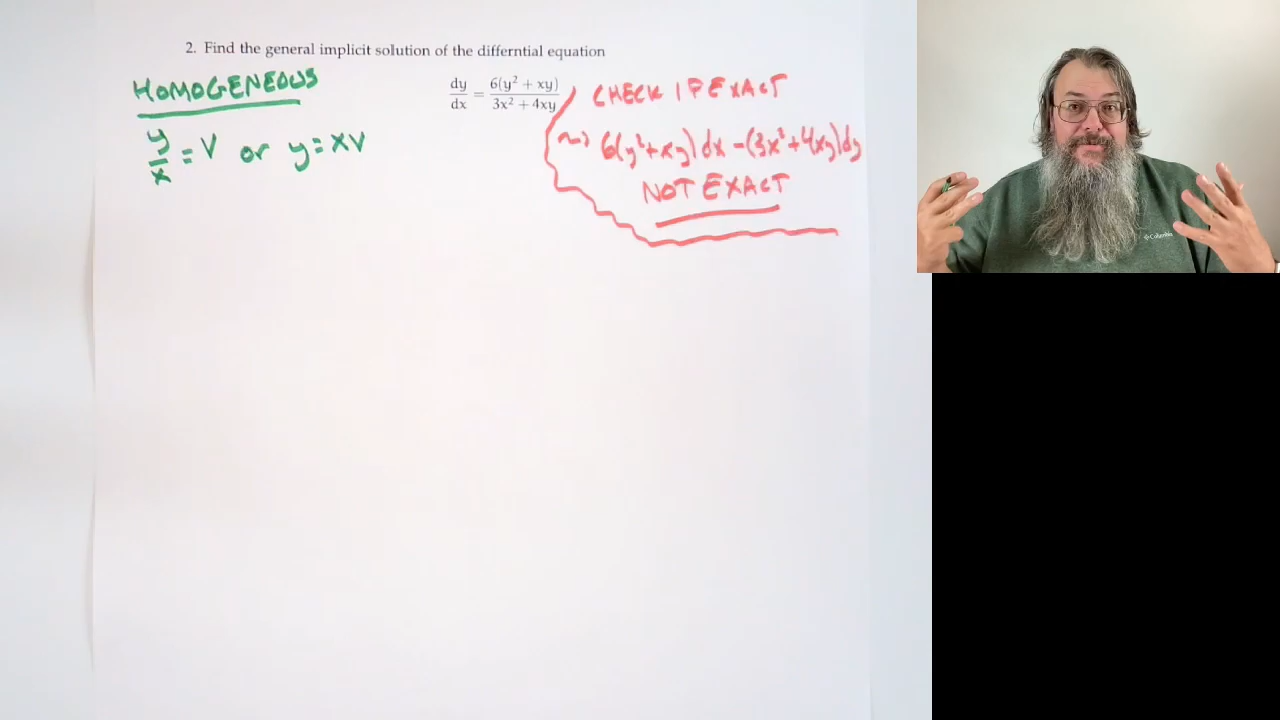 2. Find the general implicit solution of the differntial equation
dy/dx = 6(y² + xy)/3x² + 4xy
HOMOGENEOUS
y/x = V or y = XV
CHECK IF EXACT
~> 6(y²+xy)dx -(3x²+4xy)dy
NOT EXACT
Columbia